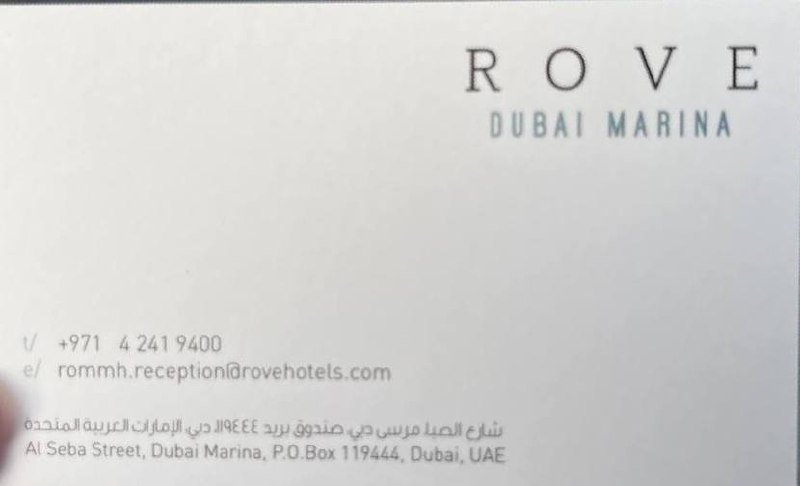 R O V E
DUBAI MARINA
t/ +971 4 241 9400
e/ rommh.reception@rovehotels.com
شارع الصبا، مرسى دبي، صندوق بريد ١١٩٤٤٤، دبي، الإمارات العربية المتحدة
Al Seba Street, Dubai Marina, P.O.Box 119444, Dubai, UAE